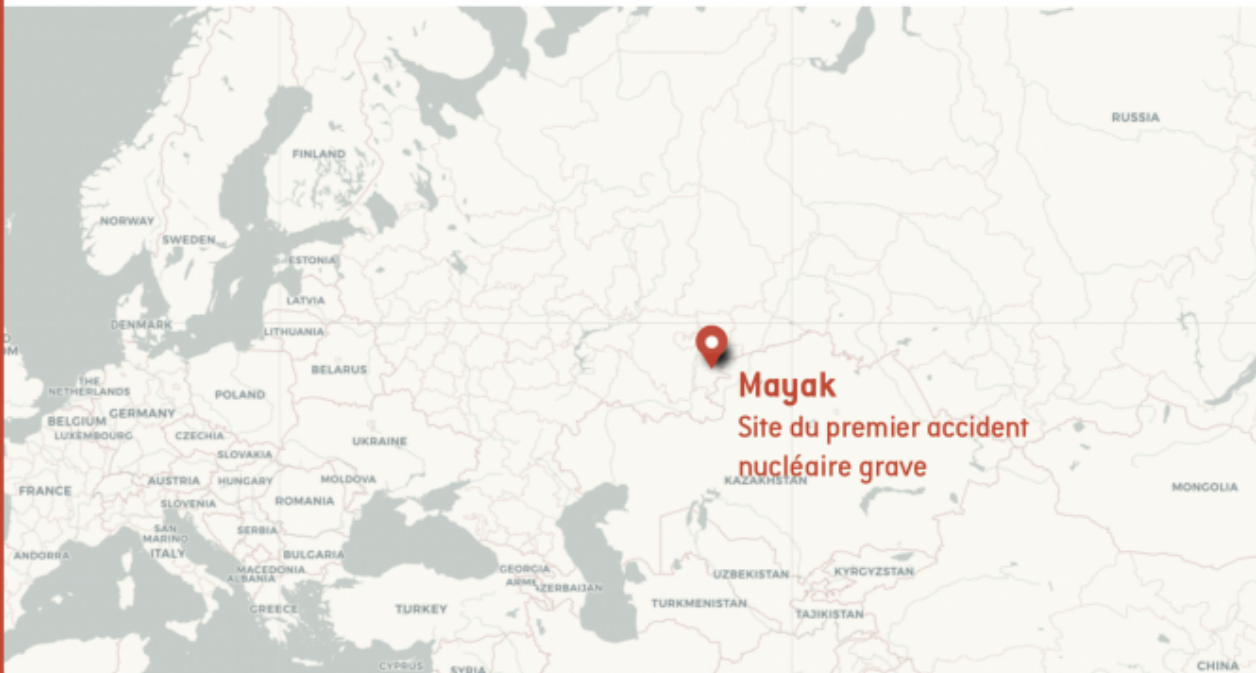 RUSSIA
FINLAND
NORWAY
SWEDEN
ESTONIA
LATVIA
DENMARK
LITHUANIA
BELARUS
Mayak
THE
NETHERLANDS
POLAND
GERMANY
BELGIUM
Site du premier accident
LUXEMBOURG
CZECHIA
UKRAINE
SLOVAKIA
nucléaire grave
AUSTRIA
HUNGARY
MOLDOVA
KAZAKHSTAN
FRANCE
MONGOLIA
ROMANIA
SLOVENIA
SAN
MARINO
SERBIA
ITALY
BULGARIA
ANDORRA
GEORGIA
MACEDONIA
ALBANIA
UZBEKISTAN
KYRGYZSTAN
TURKMENISTAN
GREECE
TURKEY
TAJIKISTAN
CYPRUS
SYRIA
CHINA